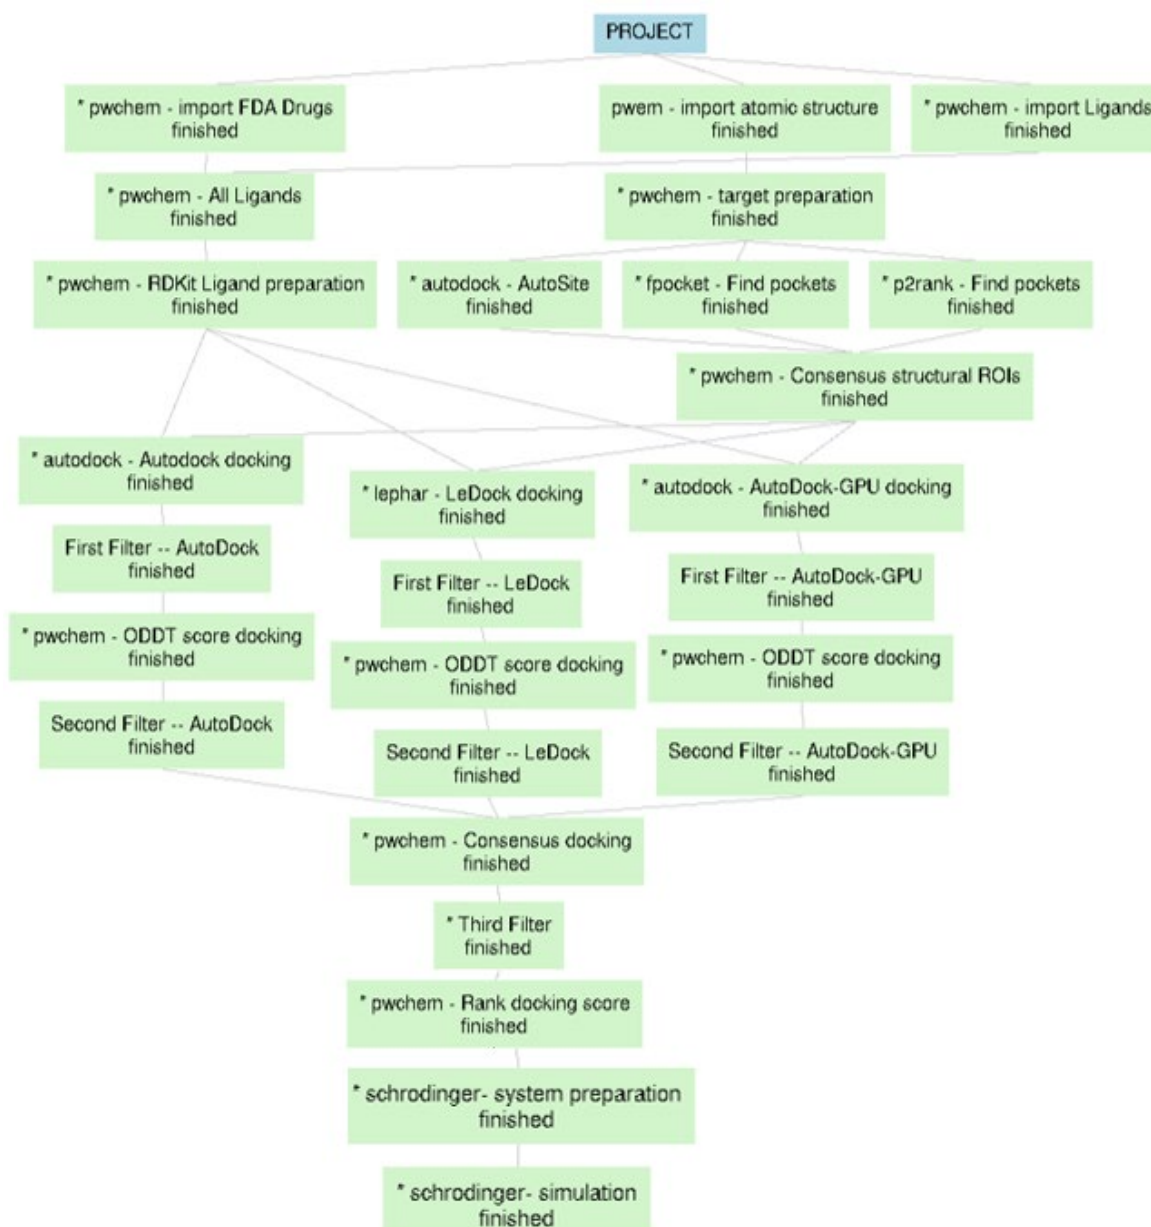 PROJECT
* pwchem - import FDA Drugs
finished
pwem - import atomic structure
finished
* pwchem - import Ligands
finished
* pwchem - All Ligands
finished
* pwchem - target preparation
finished
* pwchem - RDKit Ligand preparation
finished
* autodock - AutoSite
finished
* fpocket - Find pockets
finished
* p2rank - Find pockets
finished
* pwchem - Consensus structural ROIs
finished
* autodock - Autodock docking
finished
* lephar - LeDock docking
finished
* autodock - AutoDock-GPU docking
finished
First Filter -- AutoDock
finished
First Filter -- LeDock
finished
First Filter -- AutoDock-GPU
finished
* pwchem - ODDT score docking
finished
* pwchem - ODDT score docking
finished
* pwchem - ODDT score docking
finished
Second Filter -- AutoDock
finished
Second Filter -- LeDock
finished
Second Filter -- AutoDock-GPU
finished
* pwchem - Consensus docking
finished
* Third Filter
finished
* pwchem - Rank docking score
finished
* schrodinger- system preparation
finished
* schrodinger- simulation
finished